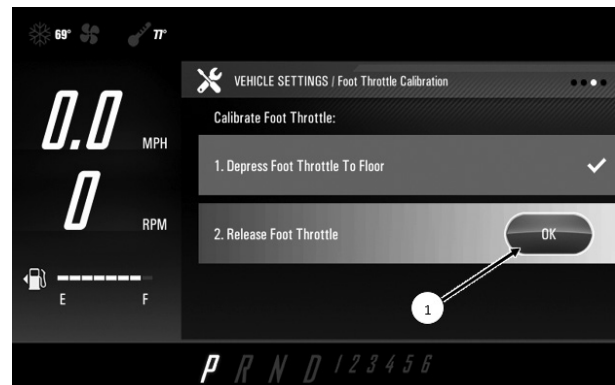 69° 77°
VEHICLE SETTINGS / Foot Throttle Calibration
Calibrate Foot Throttle:
0.0 MPH
1. Depress Foot Throttle To Floor
0 RPM
2. Release Foot Throttle OK
E F
1
P R N D 1 2 3 4 5 6